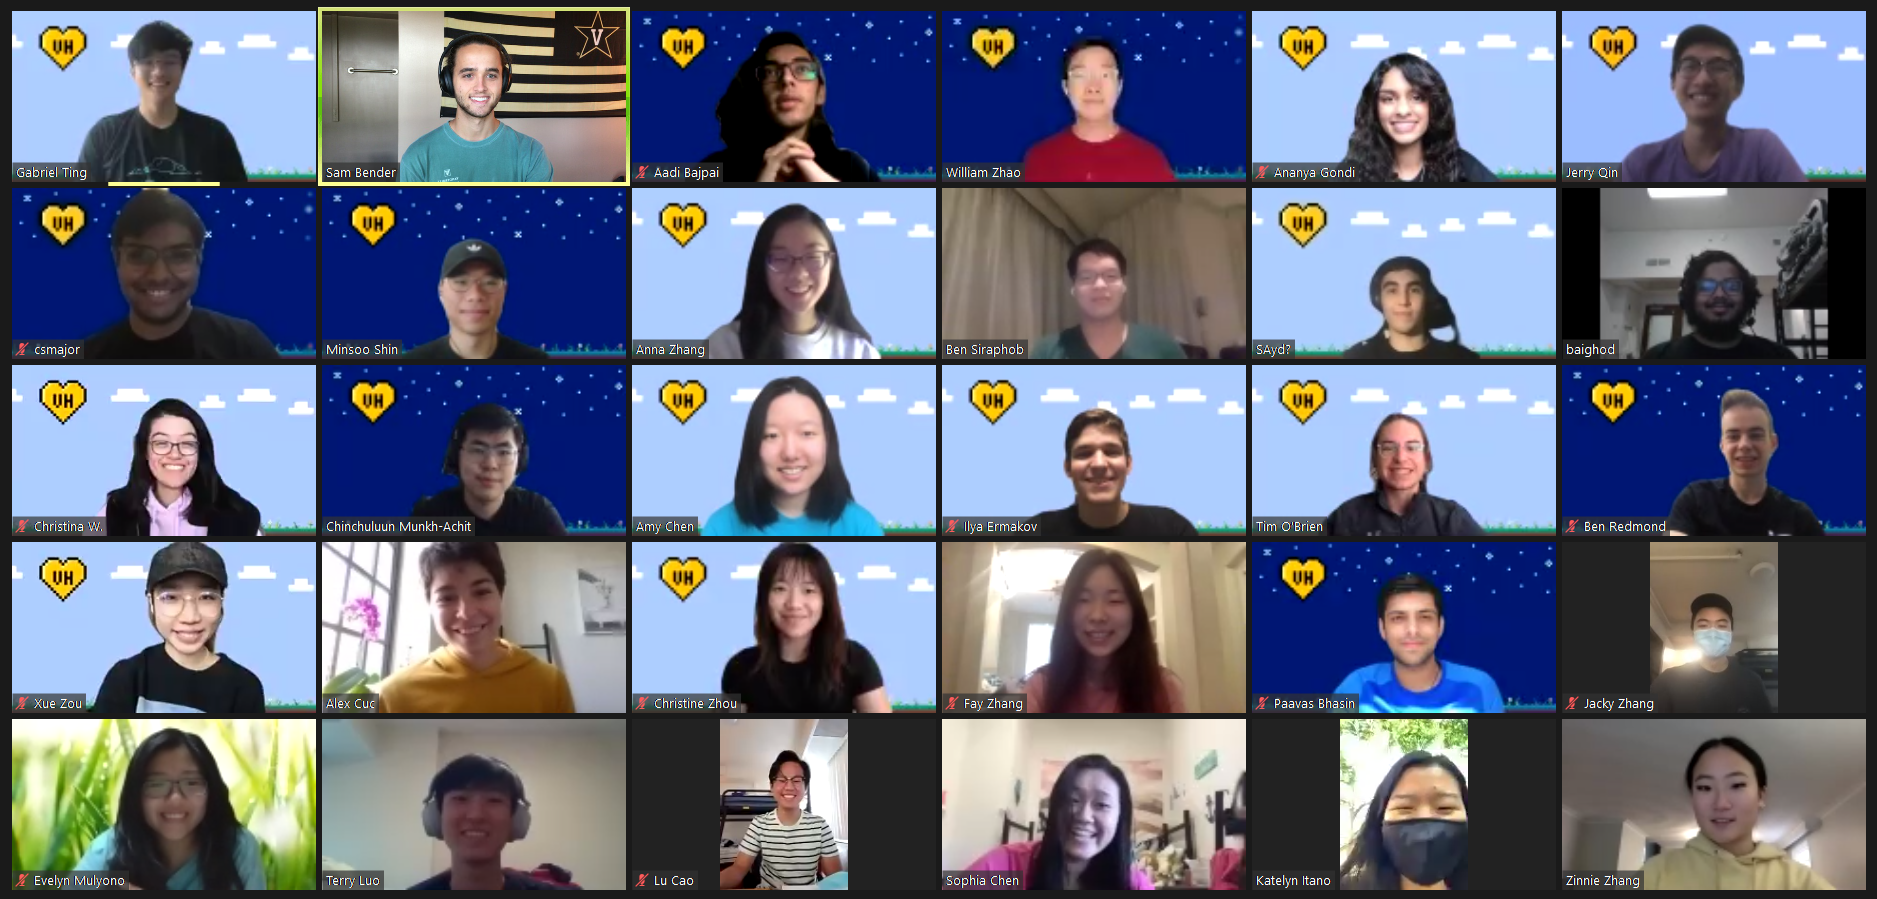 VH
Gabriel Ting
V
Sam Bender
VH
Aadi Bajpai
VH
William Zhao
VH
Ananya Gondi
VH
Jerry Qin
VH
csmajor
VH
Minsoo Shin
VH
Anna Zhang
Ben Siraphob
VH
SAyd?
baighod
VH
Christina W.
VH
Chinchuluun Munkh-Achit
VH
Amy Chen
VH
Ilya Ermakov
VH
Tim O'Brien
VH
Ben Redmond
VH
Xue Zou
Alex Cuc
VH
Christine Zhou
Fay Zhang
VH
Paavas Bhasin
Jacky Zhang
Evelyn Mulyono
Terry Luo
Lu Cao
Sophia Chen
Katelyn Itano
Zinnie Zhang